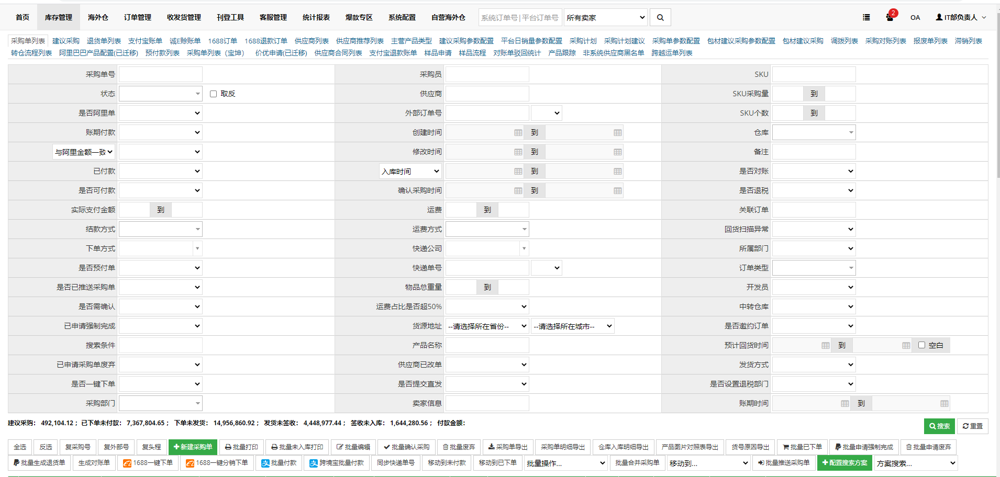 首页 库存管理 海外仓 订单管理 收发货管理 刊登工具 客服管理 统计报表 爆款专区 系统配置 自营海外仓 系统订单号|平台订单号 所有卖家 2 OA IT部负责人
采购单列表 建议采购 退货单列表 支付宝账单 诚E赊账单 1688订单 1688退款订单 供应商列表 供应商推荐列表 主营产品类型 建议采购参数配置 平台日销量参数配置 采购计划 采购计划建议 采购单参数配置 包材建议采购参数配置 包材建议采购 调拨列表 采购对账列表 报废单列表 滞销列表
转仓流程列表 阿里巴巴产品配置(已迁移) 预付款列表 采购单列表（宝坤） 价优申请(已迁移) 供应商合同列表 支付宝退款账单 样品申请 样品流程 对账单驳回统计 产品跟踪 非系统供应商黑名单 跨越运单列表
采购单号 采购员 SKU
状态 取反 供应商 SKU采购量 到
是否阿里单 外部订单号 SKU个数 到
账期付款 创建时间 到 仓库
与阿里金额一致 修改时间 到 备注
已付款 入库时间 到 是否对账
是否可付款 确认采购时间 到 是否退税
实际支付金额 到 运费 到 关联订单
结款方式 运费方式 回货扫描异常
下单方式 快递公司 所属部门
是否预付单 快递单号 订单类型
是否已推送采购单 物品总重量 到 开发员
是否需确认 运费占比是否超50% 中转仓库
已申请强制完成 货源地址 --请选择所在省份-- --请选择所在城市-- 是否邀约订单
搜索条件 产品名称 预计回货时间 到 空白
已申请采购单废弃 供应商已改单 发货方式
是否一键下单 是否提交直发 是否设置退税部门
采购部门 卖家信息 账期时间 到
建议采购： 492,104.12； 已下单未付款： 7,367,804.65； 下单未发货： 14,956,860.92； 发货未签收： 4,448,977.44； 签收未入库： 1,644,280.56； 付款金额：
搜索 重置
全选 反选 复采购号 复外部号 复头程 新建采购单 批量打印 批量未入库打印 批量编辑 批量确认采购 批量废弃 采购单导出 采购单明细导出 仓库入库明细导出 产品图片对照表导出 货号原因导出 批量已下单 批量申请强制完成 批量申请废弃
批量生成退货单 生成对账单 1688一键下单 1688一键分销下单 批量付款 跨境宝批量付款 同步快递单号 移动到未付款 移动到已下单 批量操作... 批量合并采购单 移动到... 批量推送采购单 配置搜索方案 方案搜索...